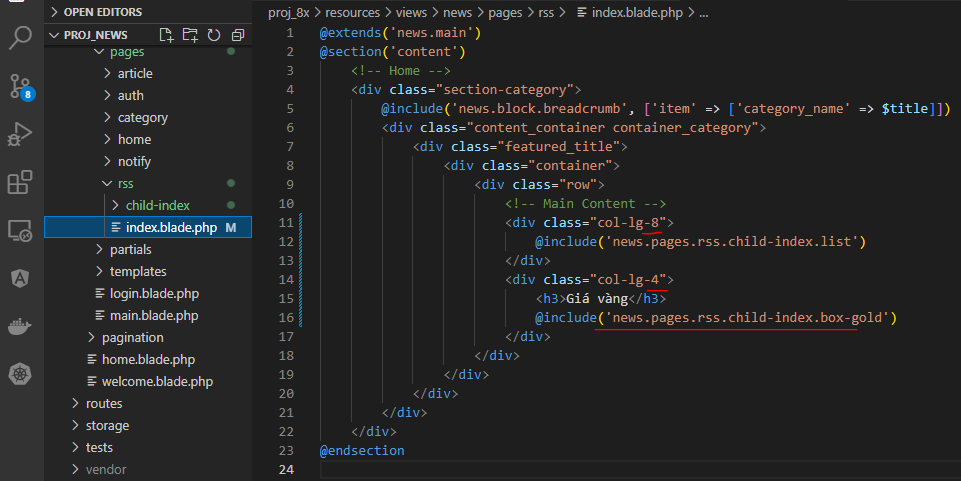 OPEN EDITORS
PROJ_NEWS
pages
article
auth
category
home
notify
rss
child-index
index.blade.php M
partials
templates
login.blade.php
main.blade.php
pagination
home.blade.php
welcome.blade.php
routes
storage
tests
vendor
8
proj_8x > resources > views > news > pages > rss > index.blade.php > ...
1 @extends('news.main')
2 @section('content')
3 <!-- Home -->
4 <div class="section-category">
5 @include('news.block.breadcrumb', ['item' => ['category_name' => $title]])
6 <div class="content_container container_category">
7 <div class="featured_title">
8 <div class="container">
9 <div class="row">
10 <!-- Main Content -->
11 <div class="col-lg-8">
12 @include('news.pages.rss.child-index.list')
13 </div>
14 <div class="col-lg-4">
15 <h3>Giá vàng</h3>
16 @include('news.pages.rss.child-index.box-gold')
17 </div>
18 </div>
19 </div>
20 </div>
21 </div>
22 </div>
23 @endsection
24